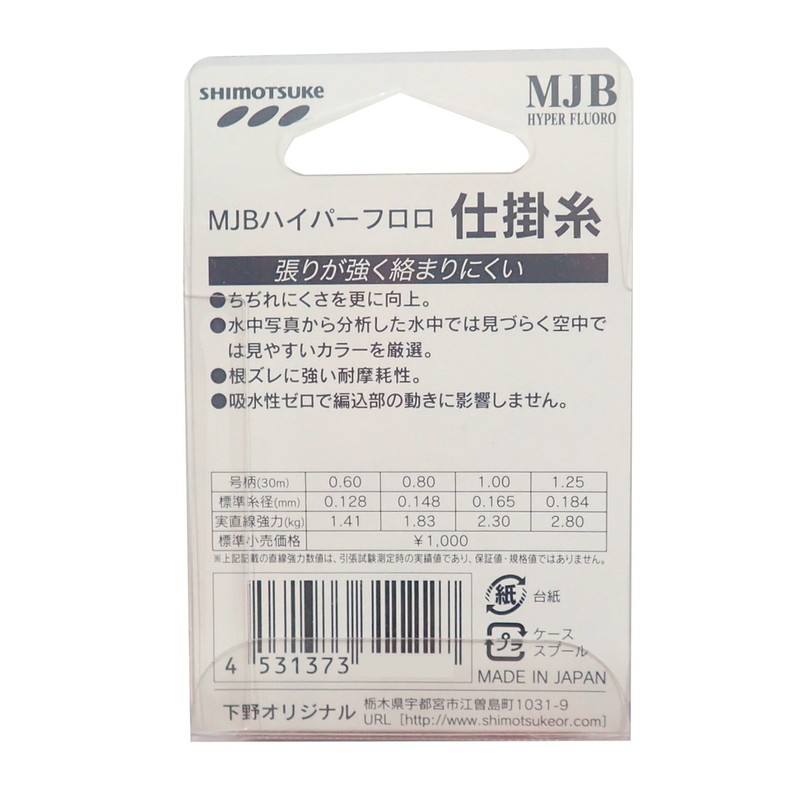 SHIMOTSUKE
MJB
HYPER FLUORO
MJBハイパーフロロ 仕掛糸
張りが強く絡まりにくい
●ちぢれにくさを更に向上。
●水中写真から分析した水中では見づらく空中で
は見やすいカラーを厳選。
●根ズレに強い耐摩耗性。
●吸水性ゼロで編込部の動きに影響しません。
号柄(30m) 0.60 0.80 1.00 1.25
標準糸径(mm) 0.128 0.148 0.165 0.184
実直線強力(kg) 1.41 1.83 2.30 2.80
標準小売価格 ¥1,000
※上記記載の直線強力数値は、引張試験測定時の実績値であり、保証値・規格値ではありません。
紙 台紙
プラ ケース
スプール
4 531373
MADE IN JAPAN
下野オリジナル 栃木県宇都宮市江曽島町1031-9
URL [http://www.shimotsukeor.com]